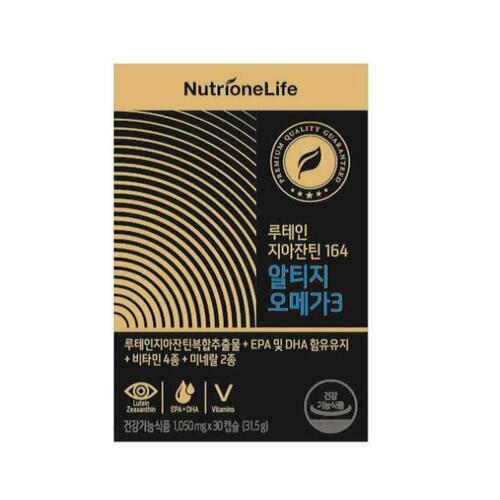 NutrioneLife
PREMIUM QUALITY GUARANTEED
루테인
지아잔틴 164
알티지
오메가3
루테인지아잔틴복합추출물 + EPA 및 DHA 함유유지
+ 비타민 4종 + 미네랄 2종
Lutein
Zeaxanthin
EPA+DHA
V
Vitamins
건강
기능식품
건강기능식품 1,050 mg x 30 캡슐 (31.5 g)